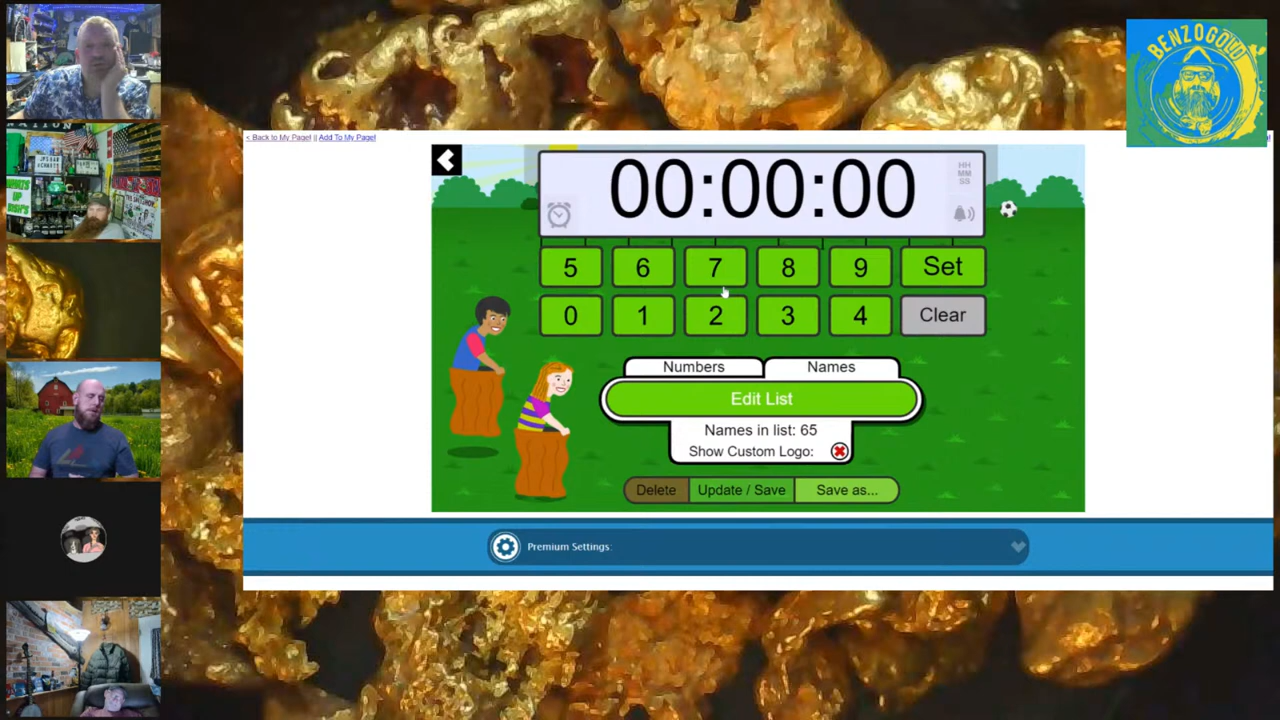 BENZOGOLD
< Back to My Page! || Add To My Page!
00:00:00
HH
MM
SS
5 6 7 8 9 Set
0 1 2 3 4 Clear
Numbers Names
Edit List
Names in list: 65
Show Custom Logo:
Delete Update / Save Save as...
Premium Settings: